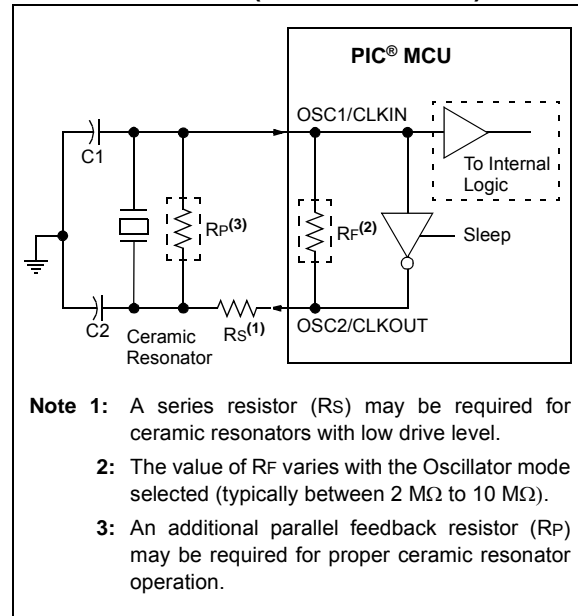 PIC® MCU
OSC1/CLKIN
C1
To Internal
Logic
RP(3)
RF(2)
Sleep
C2
Ceramic
Resonator
RS(1)
OSC2/CLKOUT
Note 1: A series resistor (RS) may be required for
ceramic resonators with low drive level.
2: The value of RF varies with the Oscillator mode
selected (typically between 2 MΩ to 10 MΩ).
3: An additional parallel feedback resistor (RP)
may be required for proper ceramic resonator
operation.